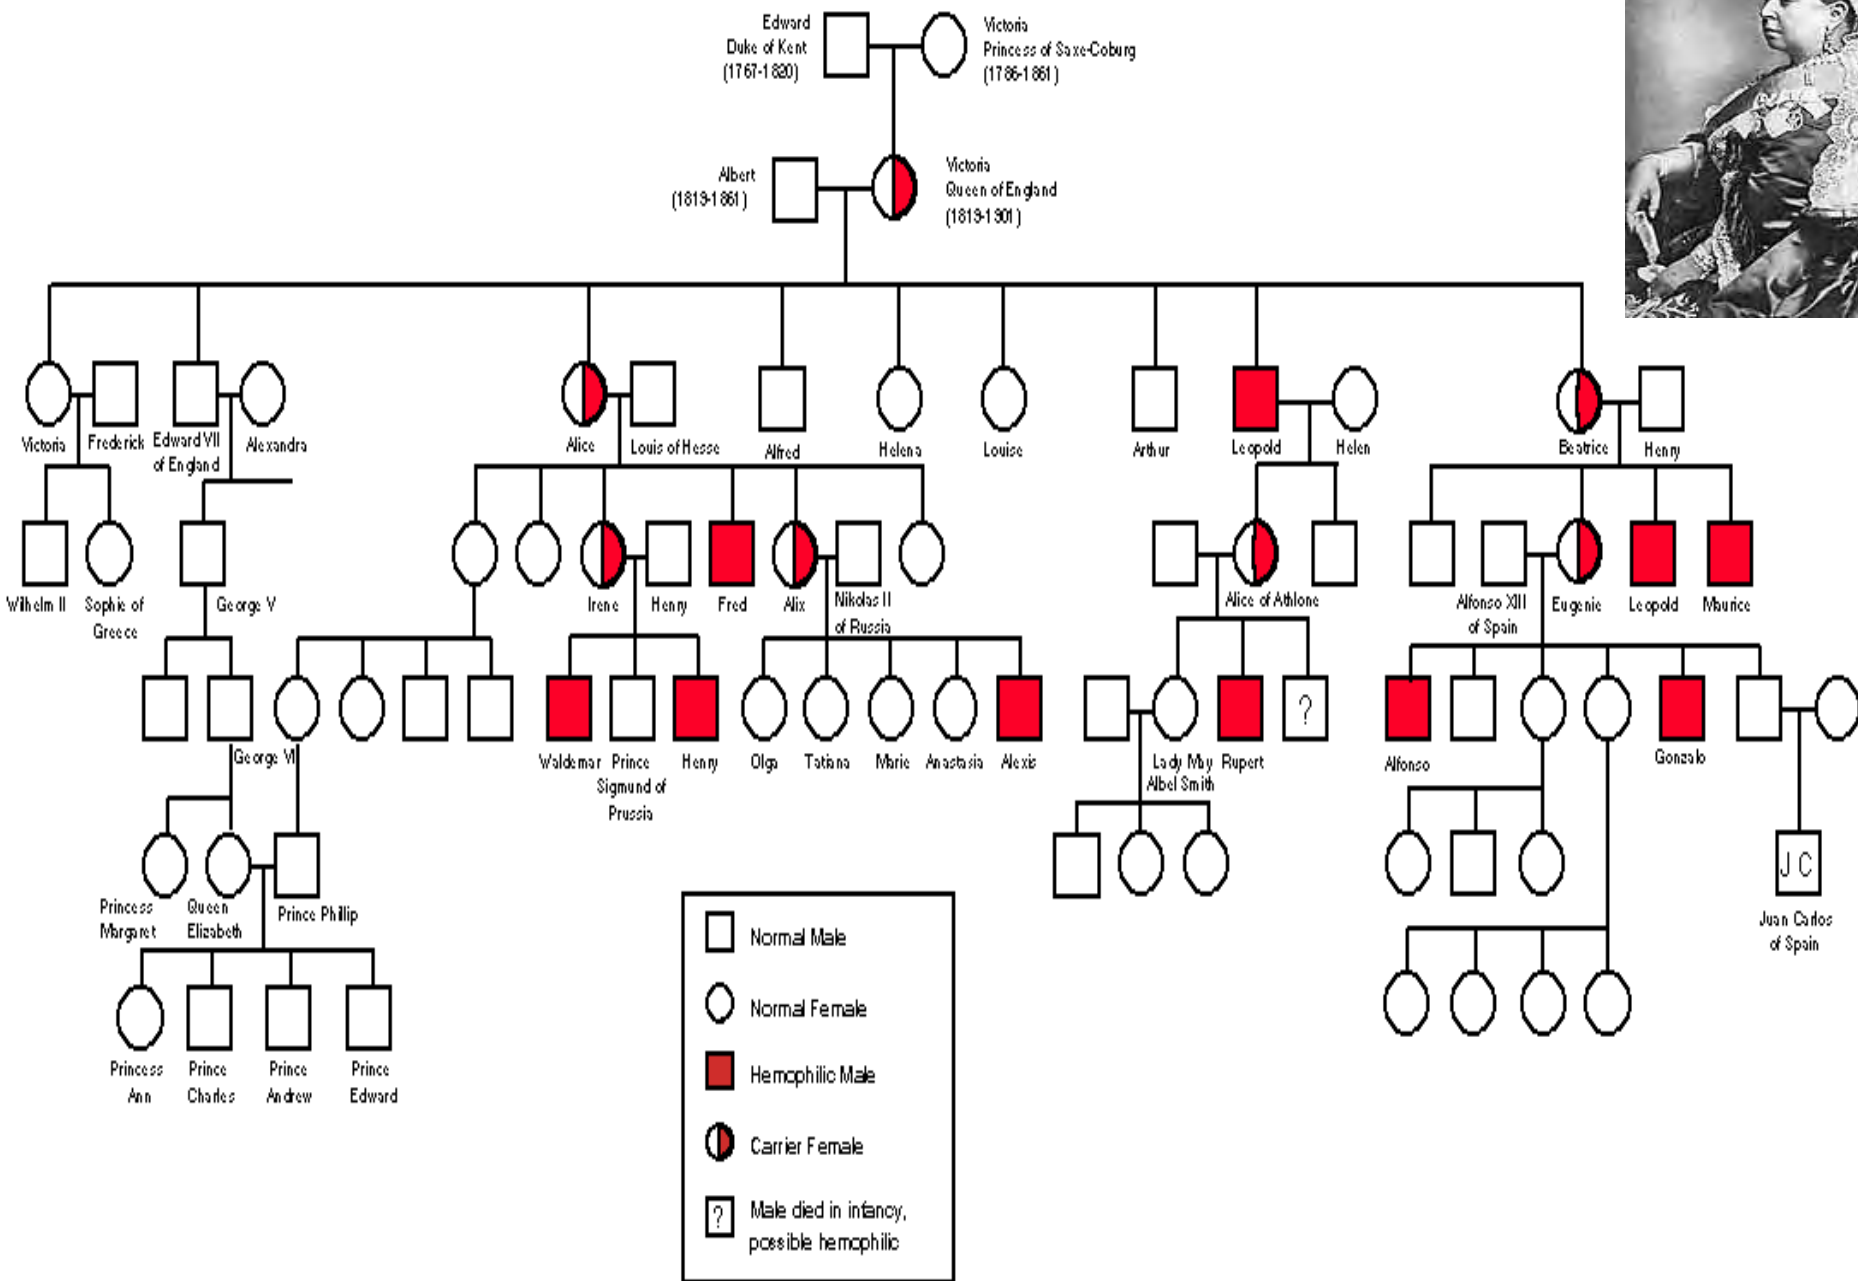 Edward
Duke of Kent
(1767-1820)
Victoria
Princess of Saxe-Coburg
(1786-1861)
Albert
(1819-1861)
Victoria
Queen of England
(1819-1901)
Victoria
Frederick
Edward VII
of England
Alexandra
Alice
Louis of Hesse
Alfred
Helena
Louise
Arthur
Leopold
Helen
Beatrice
Henry
Wilhelm II
Sophie of
Greece
George V
Irene
Henry
Fred
Alix
Nikolas II
of Russia
Alice of Athlone
Alfonso XIII
of Spain
Eugenie
Leopold
Maurice
George VI
Waldemar
Prince
Sigmund of
Prussia
Henry
Olga
Tatiana
Marie
Anastasia
Alexis
Lady May
Albel Smith
Rupert
?
Alfonso
Gonzalo
Princess
Margaret
Queen
Elizabeth
Prince Phillip
J C
Juan Carlos
of Spain
Princess
Ann
Prince
Charles
Prince
Andrew
Prince
Edward
Normal Male
Normal Female
Hemophilic Male
Carrier Female
?
Male died in infancy,
possible hemophilic